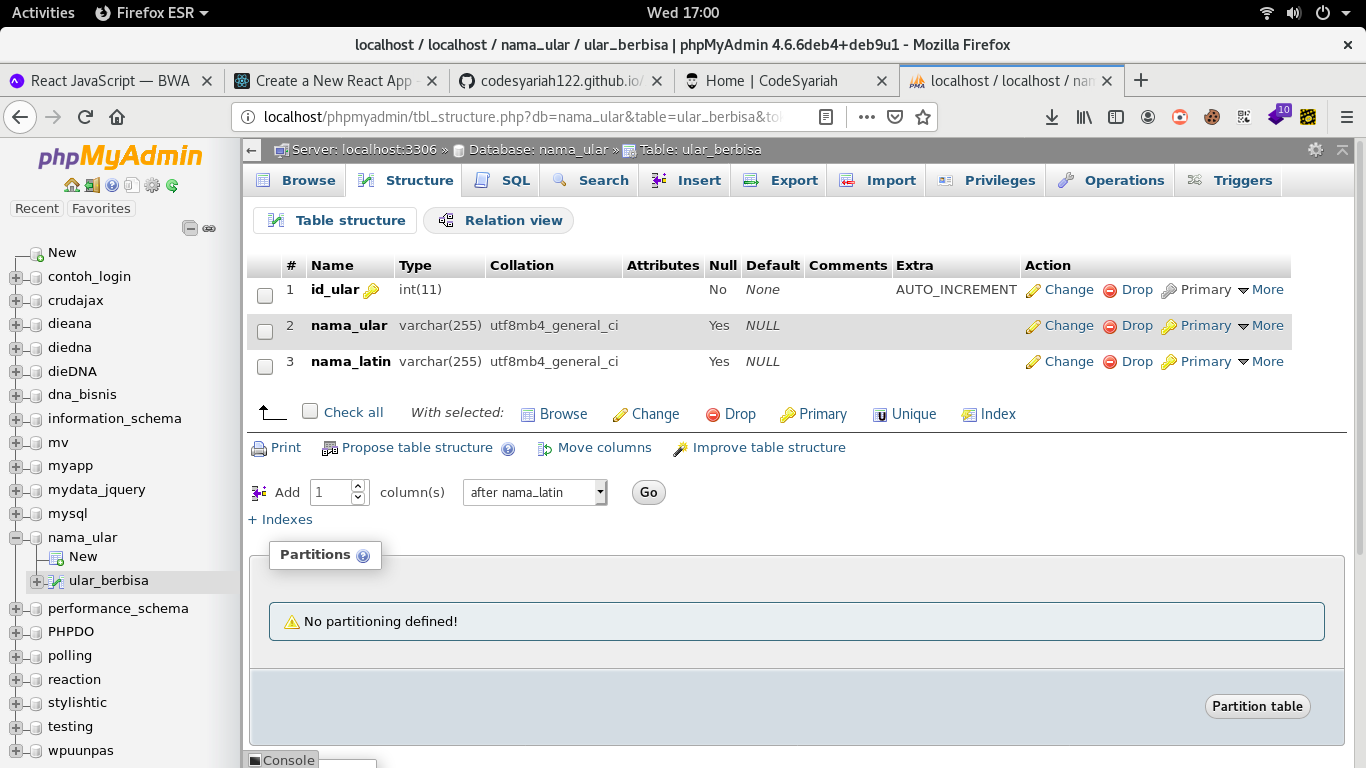 Activities Firefox ESR Wed 17:00
localhost / localhost / nama_ular / ular_berbisa | phpMyAdmin 4.6.6deb4+deb9u1 - Mozilla Firefox
React JavaScript — BWA Create a New React App codesyariah122.github.io/ Home | CodeSyariah localhost / localhost / nam
localhost/phpmyadmin/tbl_structure.php?db=nama_ular&table=ular_berbisa&tok 10
phpMyAdmin
Recent Favorites
New
contoh_login
crudajax
dieana
diedna
dieDNA
dna_bisnis
information_schema
mv
myapp
mydata_jquery
mysql
nama_ular
New
ular_berbisa
performance_schema
PHPDO
polling
reaction
stylishtic
testing
wpuunpas
Server: localhost:3306 » Database: nama_ular » Table: ular_berbisa
Browse Structure SQL Search Insert Export Import Privileges Operations Triggers
Table structure Relation view
# Name Type Collation Attributes Null Default Comments Extra Action
1 id_ular int(11) No None AUTO_INCREMENT Change Drop Primary More
2 nama_ular varchar(255) utf8mb4_general_ci Yes NULL Change Drop Primary More
3 nama_latin varchar(255) utf8mb4_general_ci Yes NULL Change Drop Primary More
Check all With selected: Browse Change Drop Primary Unique Index
Print Propose table structure Move columns Improve table structure
Add 1 column(s) after nama_latin Go
+ Indexes
Partitions
No partitioning defined!
Partition table
Console